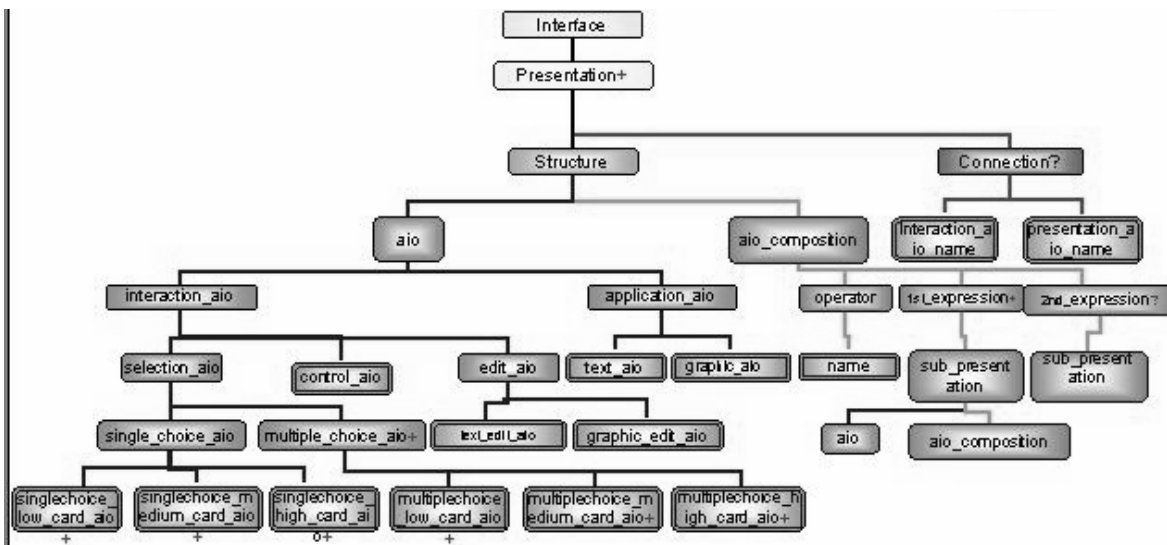 Interface
Presentation+
Structure
Connection?
aio
aio_composition
Interaction_a
io_name
presentation_a
io_name
interaction_aio
application_aio
operator
1st_expression+
2nd_expression?
selection_aio
control_aio
edit_aio
text_aio
graphic_aio
name
sub_present
ation
sub_present
ation
single_choice_aio
multiple_choice_aio+
text_edit_aio
graphic_edit_aio
aio
aio_composition
singlechoice_
low_card_aio
+
singlechoice_m
edium_card_aio
+
singlechoice_
high_card_ai
o+
multiplechoice
_low_card_aio
+
multiplechoice_m
edium_card_aio+
multiplechoice_h
igh_card_aio+